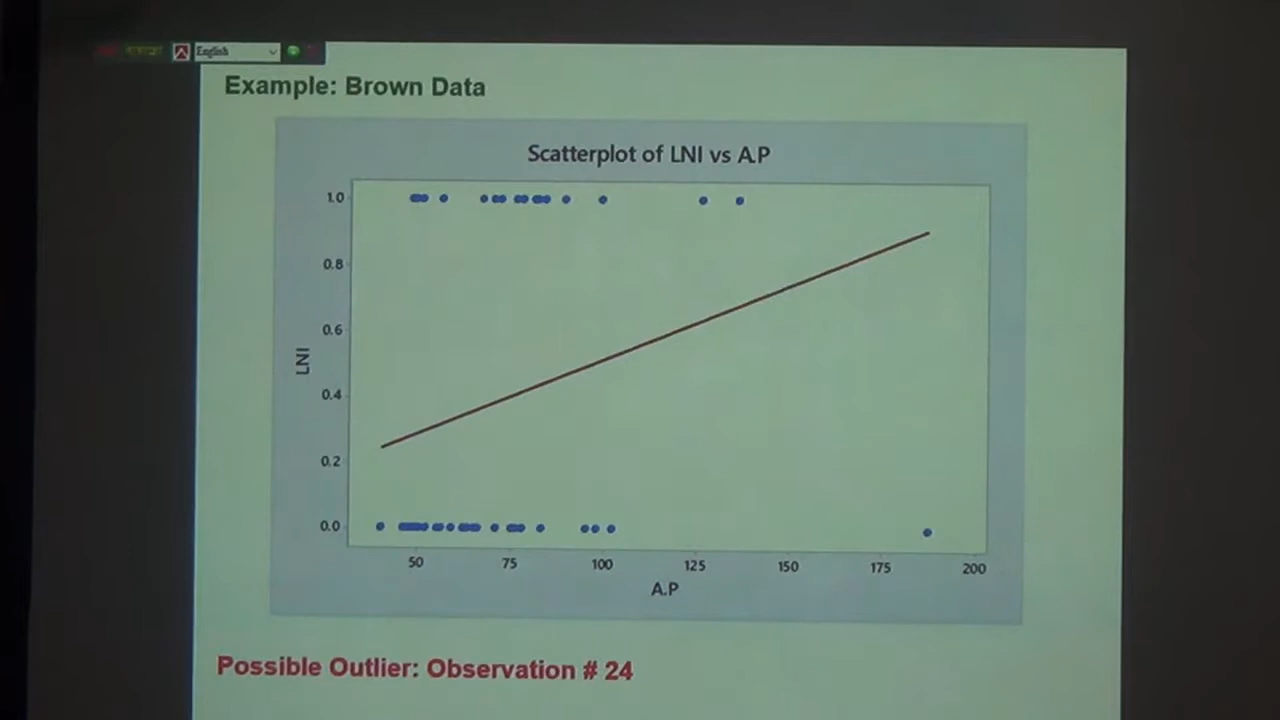 English
Example: Brown Data
Scatterplot of LNI vs A.P
1.0
0.8
0.6
0.4
0.2
0.0
LNI
50 75 100 125 150 175 200
A.P
Possible Outlier: Observation # 24